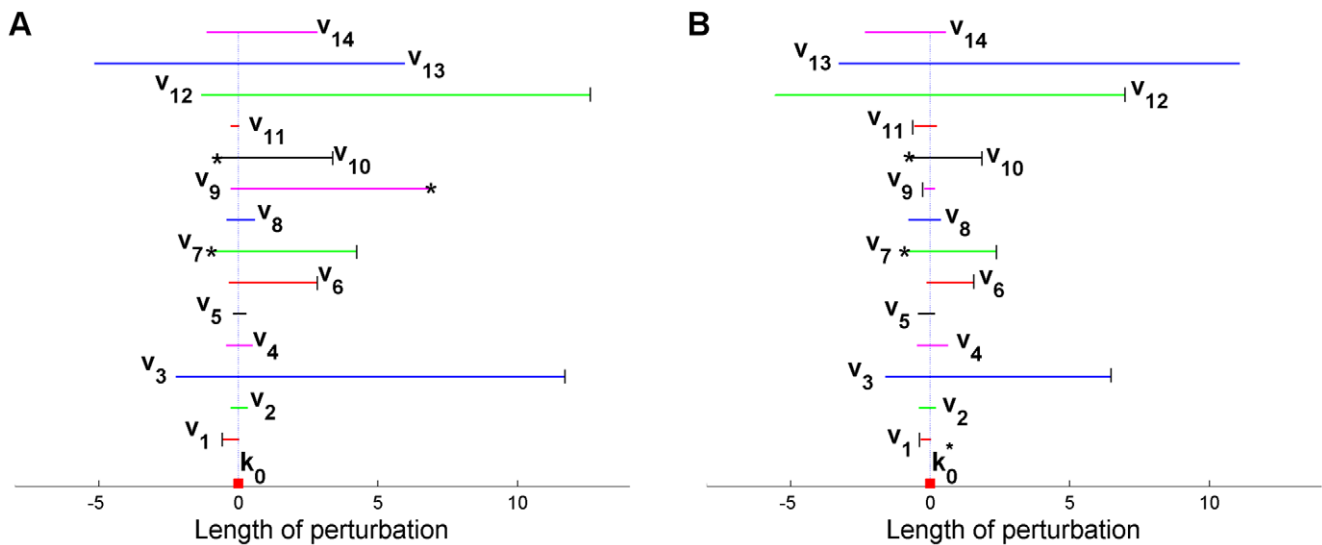 A
v14
v13
v12
v11
* v10
v9 *
v8
v7 *
v6
v5
v4
v3
v2
v1
k0
-5 0 5 10
Length of perturbation
B
v14
v13
v12
v11
* v10
v9
v8
v7 *
v6
v5
v4
v3
v2
v1
k0*
-5 0 5 10
Length of perturbation